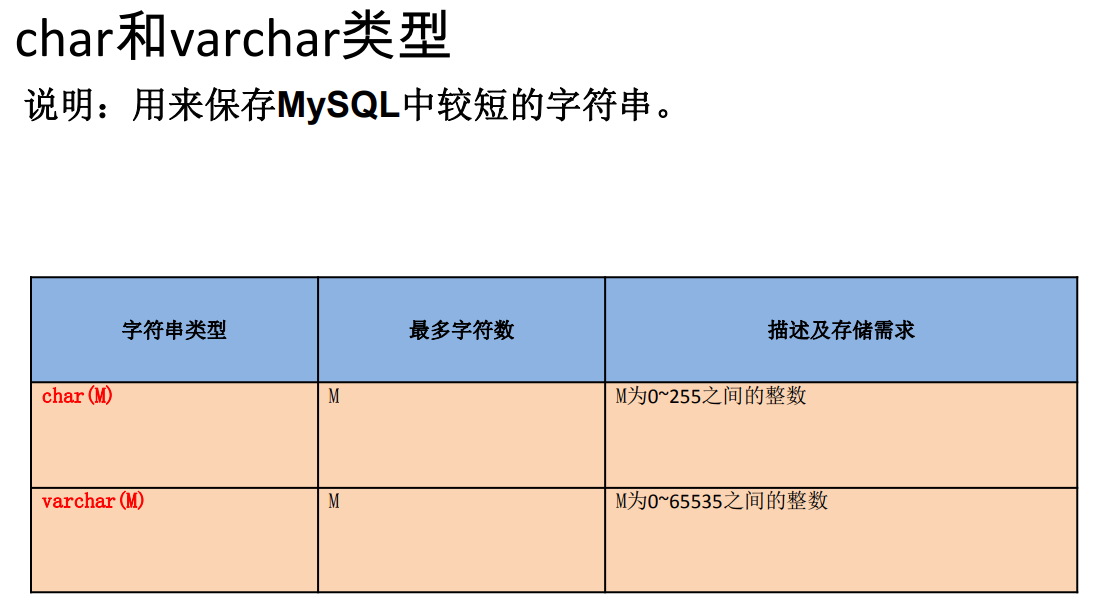 char和varchar类型
说明：用来保存MySQL中较短的字符串。
字符串类型 最多字符数 描述及存储需求
char(M) M M为0~255之间的整数
varchar(M) M M为0~65535之间的整数